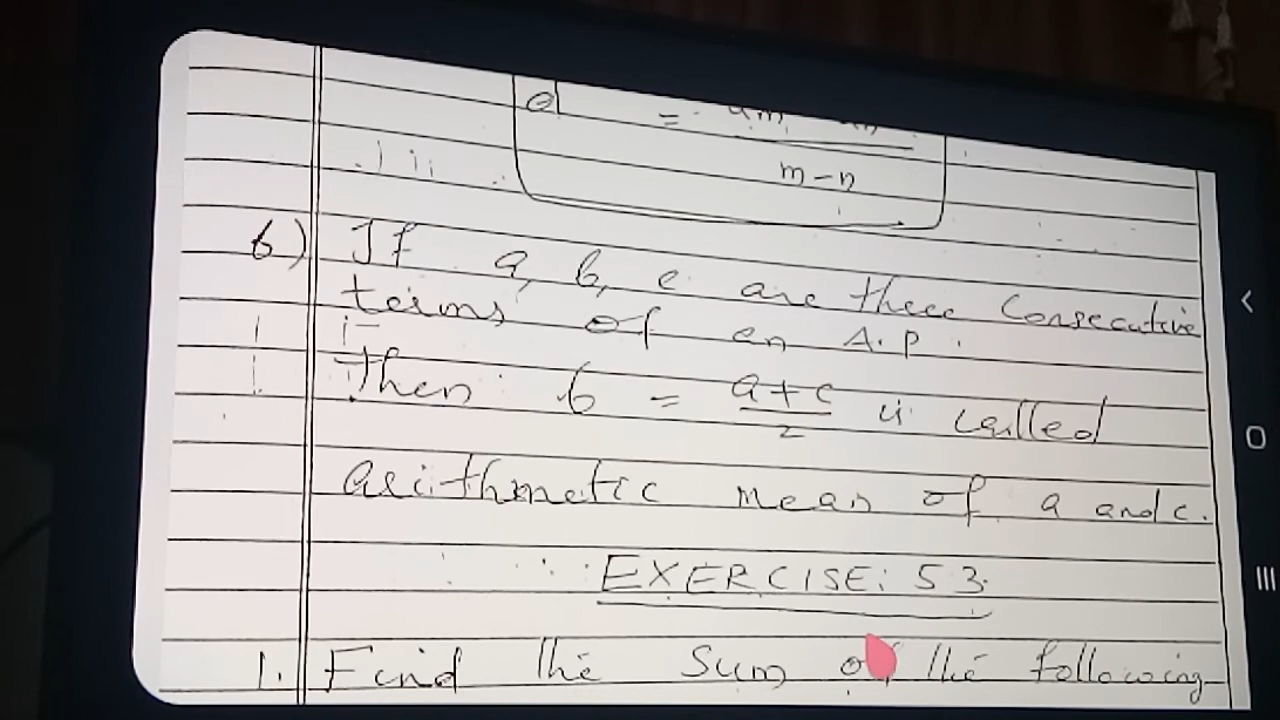 d =
m-n
6) If a, b, c are three Consecutive
terms of an A.P.
Then b = a+c/2 is called
arithmetic mean of a and c.
EXERCISE: 5 3.
1. Find the Sum of the following